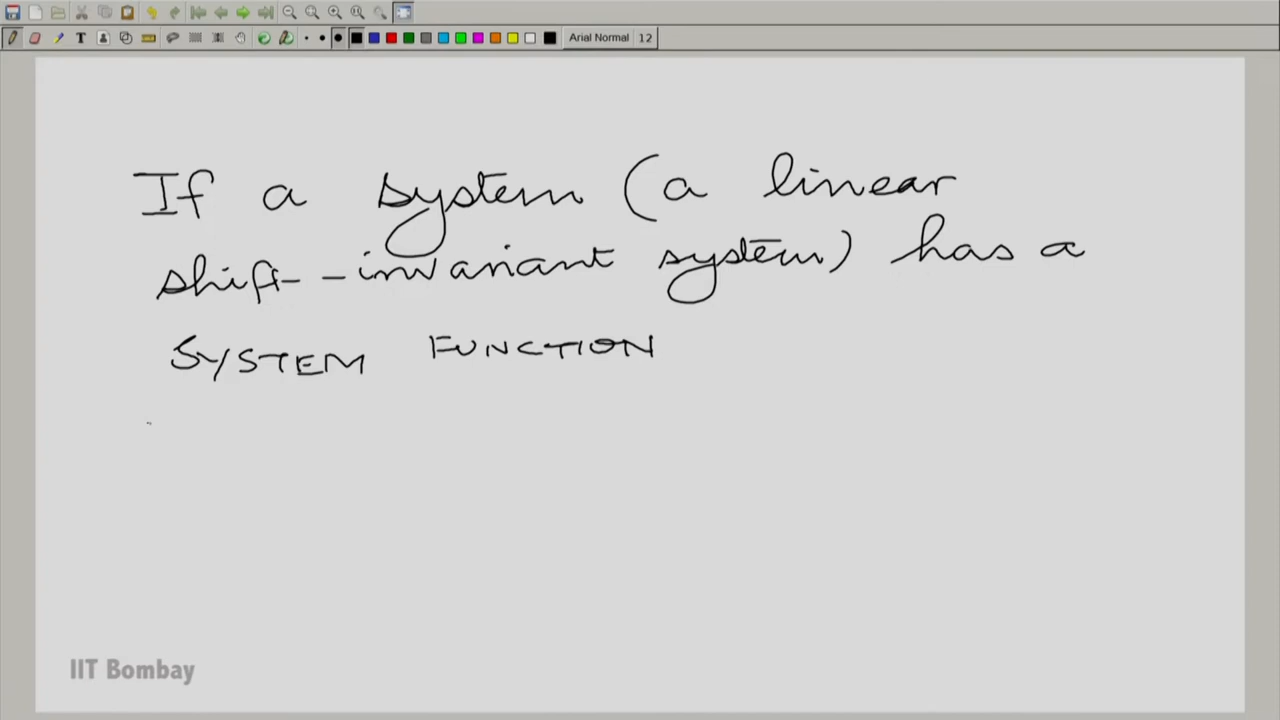 Arial Normal 12
If a system (a linear
shift--invariant system) has a
SYSTEM FUNCTION
IIT Bombay